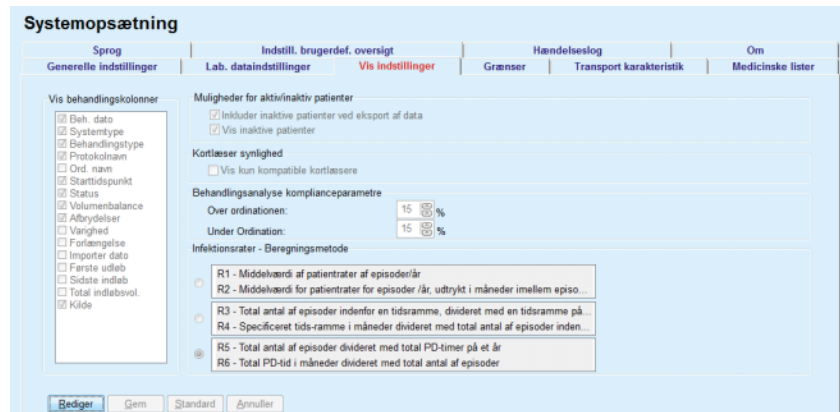 Systemopsætning
Sprog
Indstill. brugerdef. oversigt
Hændelseslog
Om
Generelle indstillinger
Lab. dataindstillinger
Vis indstillinger
Grænser
Transport karakteristik
Medicinske lister
Vis behandlingskolonner
Beh. dato
Systemtype
Behandlingstype
Protokolnavn
Ord. navn
Starttidspunkt
Status
Volumenbalance
Afbrydelser
Varighed
Forlængelse
Importer dato
Første udløb
Sidste indløb
Total indløbsvol.
Kilde
Muligheder for aktiv/inaktiv patienter
Inkluder inaktive patienter ved eksport af data
Vis inaktive patienter
Kortlæser synlighed
Vis kun kompatible kortlæsere
Behandlingsanalyse komplianceparametre
Over ordinationen: 15 %
Under Ordination: 15 %
Infektionsrater - Beregningsmetode
R1 - Middelværdi af patientrater af episoder/år
R2 - Middelværdi for patientrater for episoder /år, udtrykt i måneder imellem episo...
R3 - Total antal af episoder indenfor en tidsramme, divideret med en tidsramme på...
R4 - Specificeret tids-ramme i måneder divideret med total antal af episoder inden...
R5 - Total antal af episoder divideret med total PD-timer på et år
R6 - Total PD-tid i måneder divideret med total antal af episoder
Rediger
Gem
Standard
Annuller